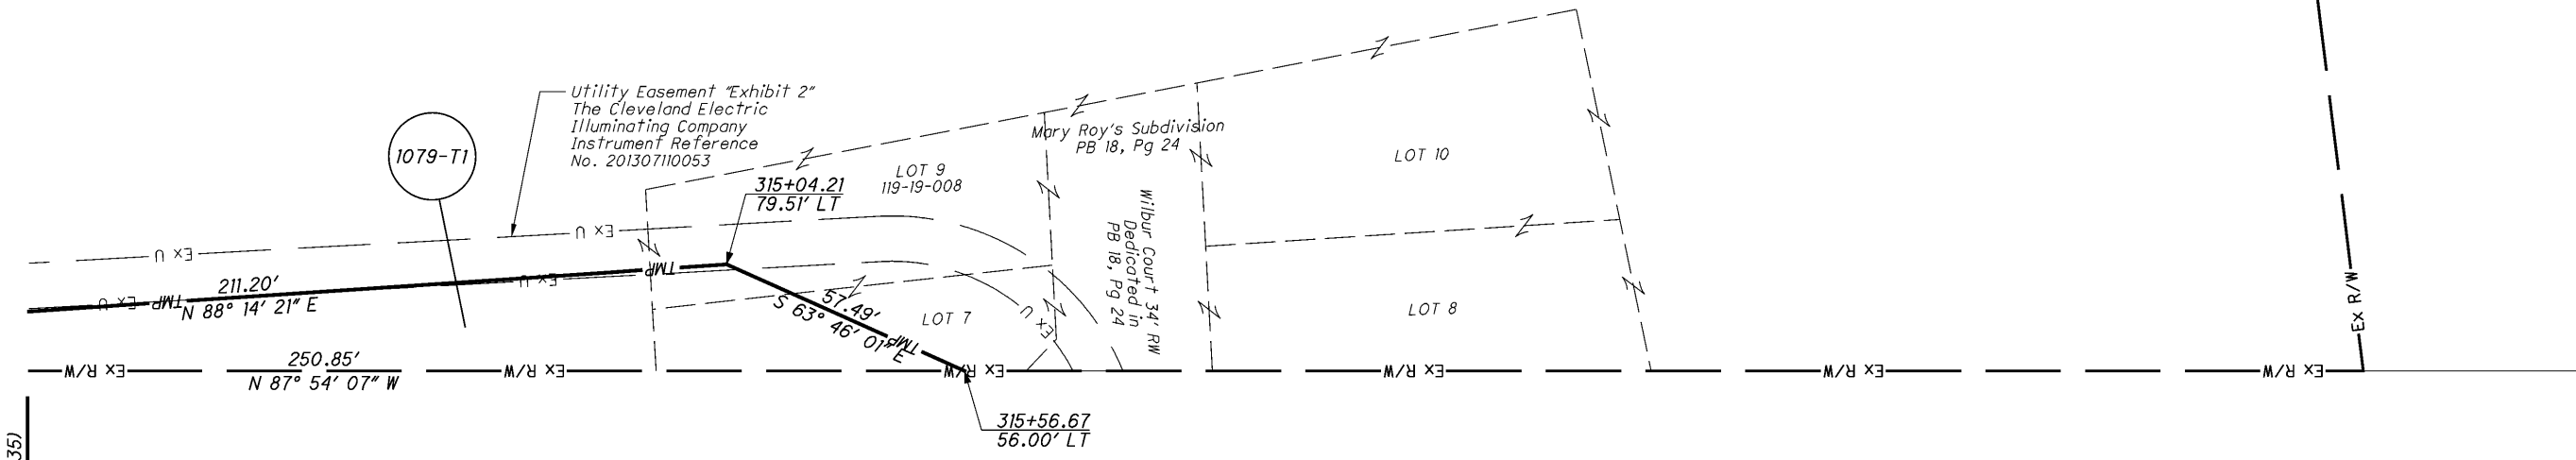 Utility Easement "Exhibit 2"
The Cleveland Electric
Illuminating Company
Instrument Reference
No. 201307110053
1079-T1
Mary Roy's Subdivision
PB 18, Pg 24
LOT 9
119-19-008
LOT 10
315+04.21
79.51' LT
Wilbur Court 34' RW
Dedicated in
PB 18, Pg 24
Ex U
Ex U
Ex U
Ex U
Ex U
TMP
TMP
TMP
211.20'
N 88° 14' 21" E
57.49'
S 63° 46' 01" E
LOT 7
LOT 8
Ex R/W
250.85'
N 87° 54' 07" W
Ex R/W
Ex R/W
Ex R/W
Ex R/W
Ex R/W
Ex R/W
315+56.67
56.00' LT
35)